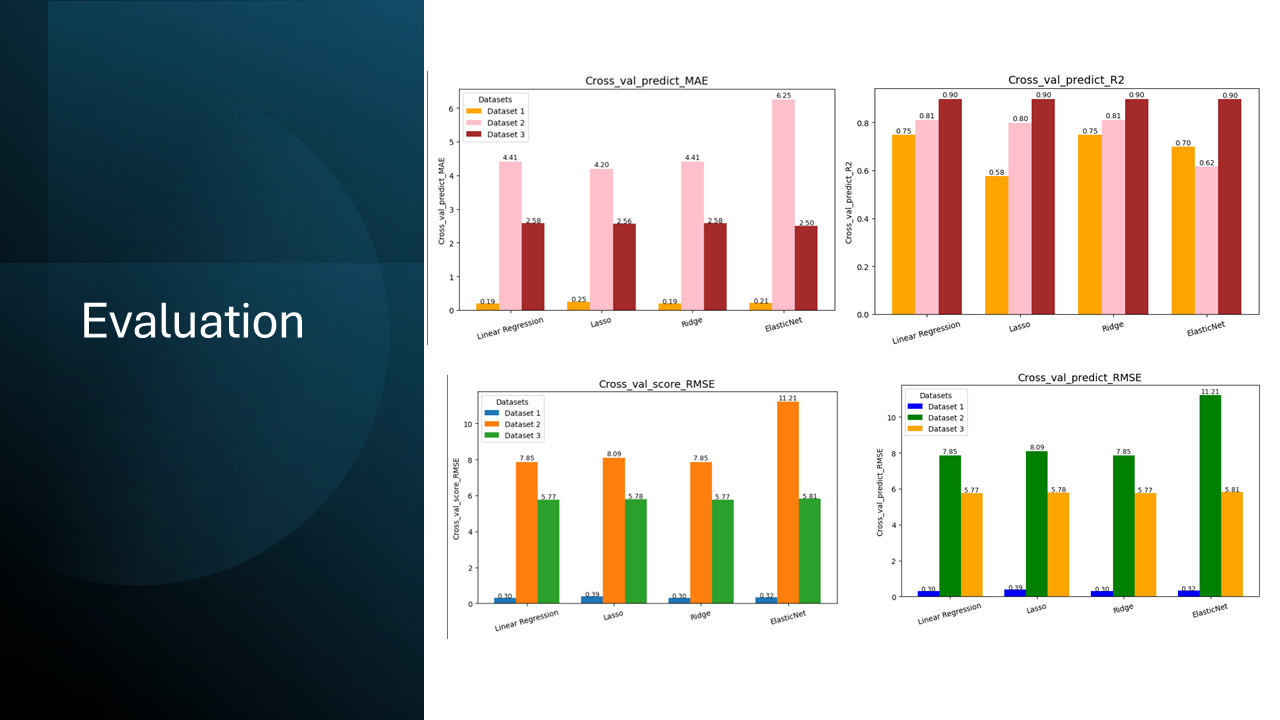 Evaluation
Cross_val_predict_MAE
Cross_val_predict_MAE
6
5
4
3
2
1
0
Datasets
Dataset 1
Dataset 2
Dataset 3
0.19
4.41
2.58
0.25
4.20
2.56
0.19
4.41
2.58
0.21
6.25
2.50
Linear Regression
Lasso
Ridge
ElasticNet
Cross_val_predict_R2
Cross_val_predict_R2
0.8
0.6
0.4
0.2
0.0
0.75
0.81
0.90
0.58
0.80
0.90
0.75
0.81
0.90
0.70
0.62
0.90
Linear Regression
Lasso
Ridge
ElasticNet
Cross_val_score_RMSE
Cross_val_score_RMSE
10
8
6
4
2
0
Datasets
Dataset 1
Dataset 2
Dataset 3
0.30
7.85
5.77
0.39
8.09
5.78
0.30
7.85
5.77
0.32
11.21
5.81
Linear Regression
Lasso
Ridge
ElasticNet
Cross_val_predict_RMSE
Cross_val_predict_RMSE
10
8
6
4
2
0
Datasets
Dataset 1
Dataset 2
Dataset 3
0.30
7.85
5.77
0.39
8.09
5.78
0.30
7.85
5.77
0.32
11.21
5.81
Linear Regression
Lasso
Ridge
ElasticNet